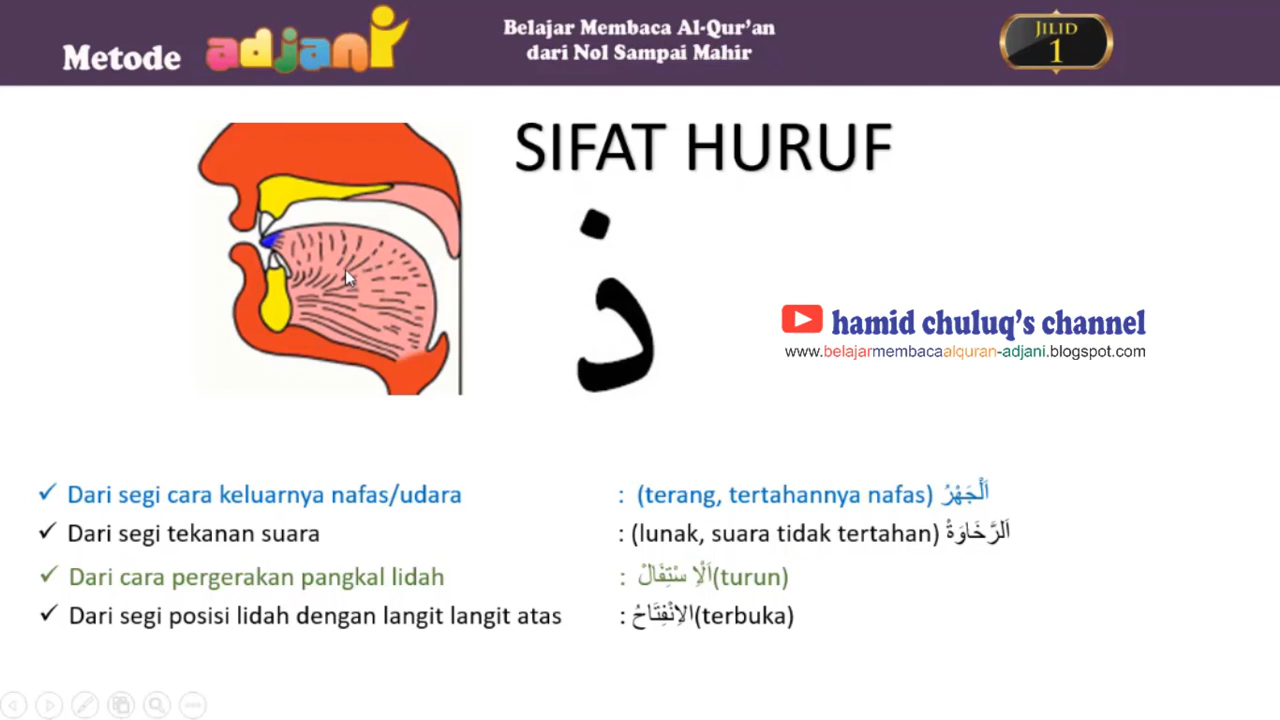 Metode adjani
Belajar Membaca Al-Qur'an
dari Nol Sampai Mahir
JILID
1
SIFAT HURUF
ذ
hamid chuluq's channel
www.belajarmembacaalquran-adjani.blogspot.com
✓ Dari segi cara keluarnya nafas/udara : (terang, tertahannya nafas) اَلْجَهْرُ
✓ Dari segi tekanan suara : (lunak, suara tidak tertahan) اَلرَّخَاوَةُ
✓ Dari cara pergerakan pangkal lidah : اَلْاِ سْتِفَالُ(turun)
✓ Dari segi posisi lidah dengan langit langit atas : الاِنْفِتَاحُ(terbuka)